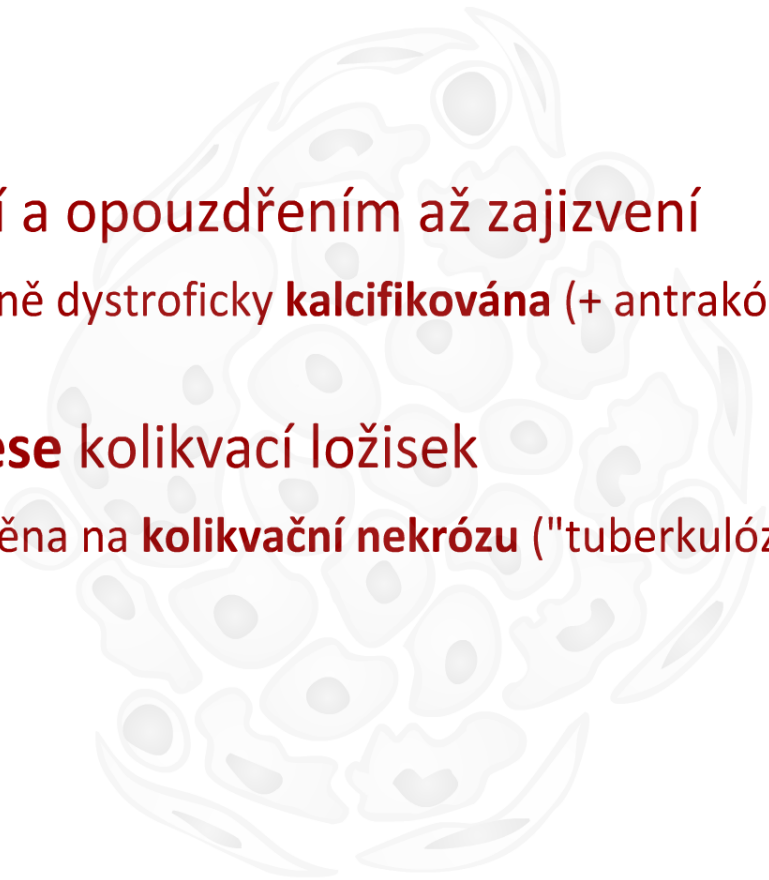 í a opouzdřením až zajizvení
ně dystroficky kalcifikována (+ antrakó
ese kolikvací ložisek
ěna na kolikvační nekrózu ("tuberkulóz